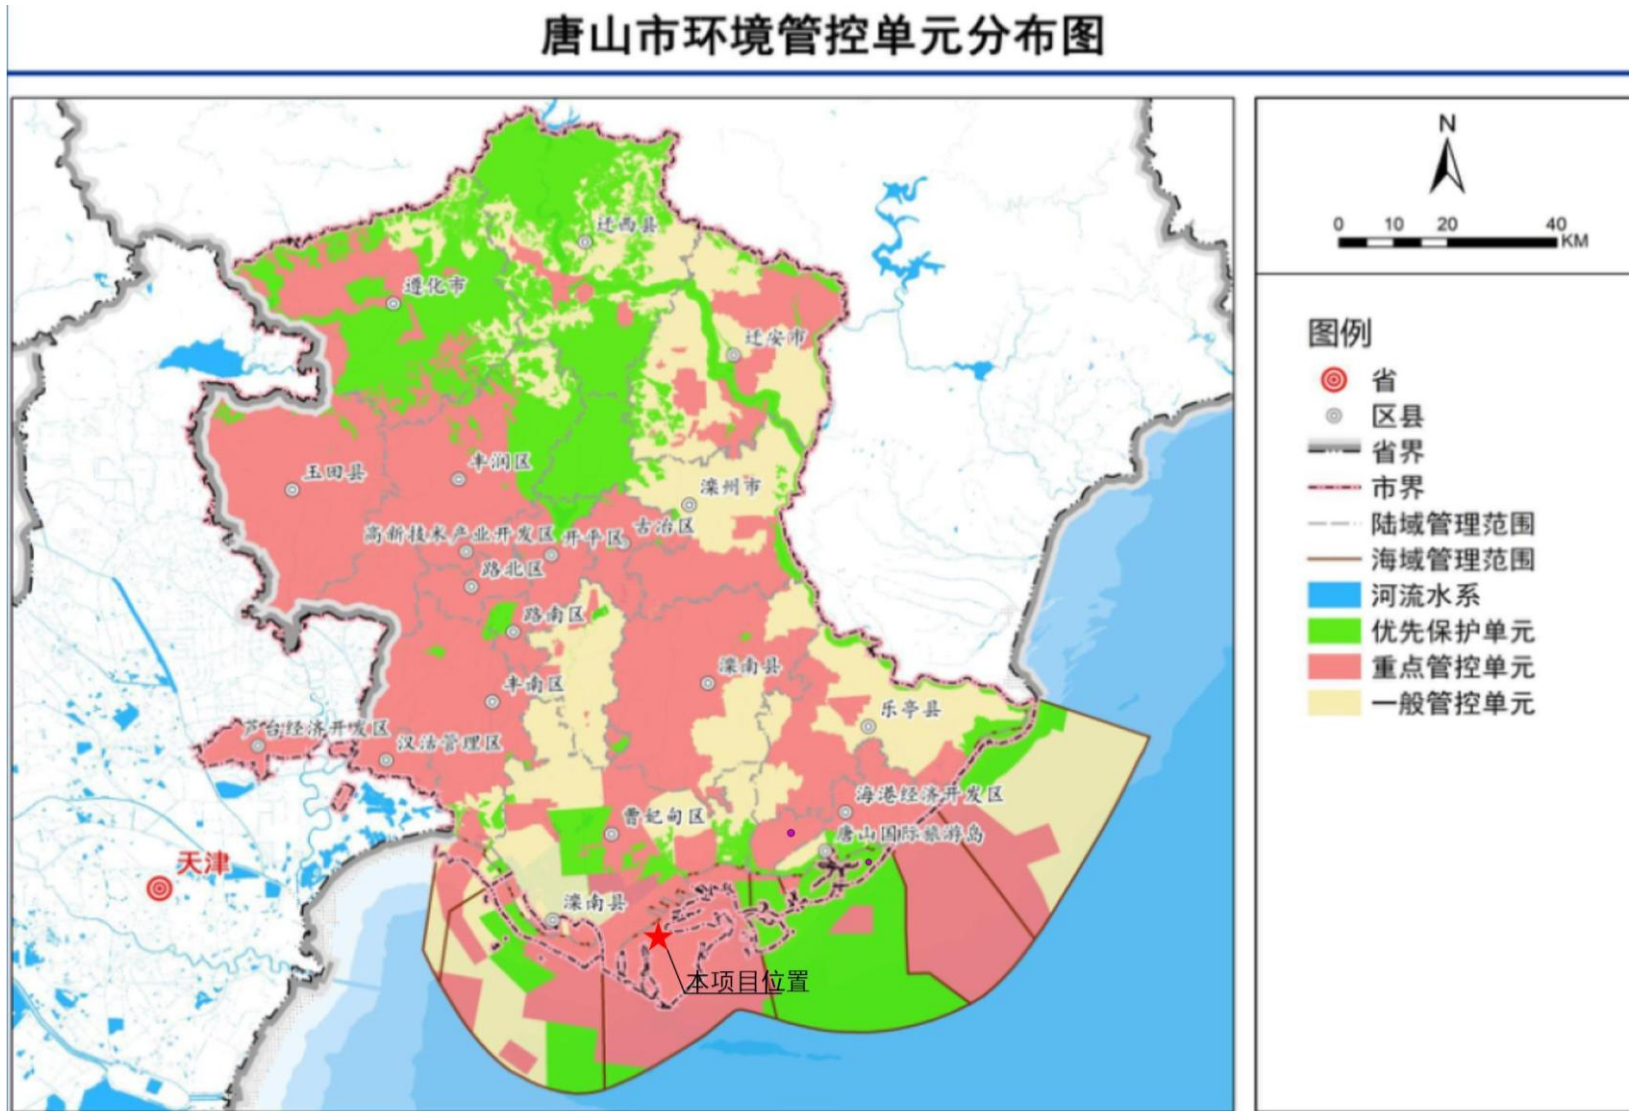 唐山市环境管控单元分布图
N
0 10 20 40
KM
图例
省
区县
省界
市界
陆域管理范围
海域管理范围
河流水系
优先保护单元
重点管控单元
一般管控单元
迁西县
遵化市
迁安市
玉田县
丰润区
滦州市
古冶区
高新技术产业开发区
开平区
路北区
路南区
滦南县
丰南区
乐亭县
芦台经济开发区
汉沽管理区
海港经济开发区
曹妃甸区
唐山国际旅游岛
天津
滦南县
本项目位置